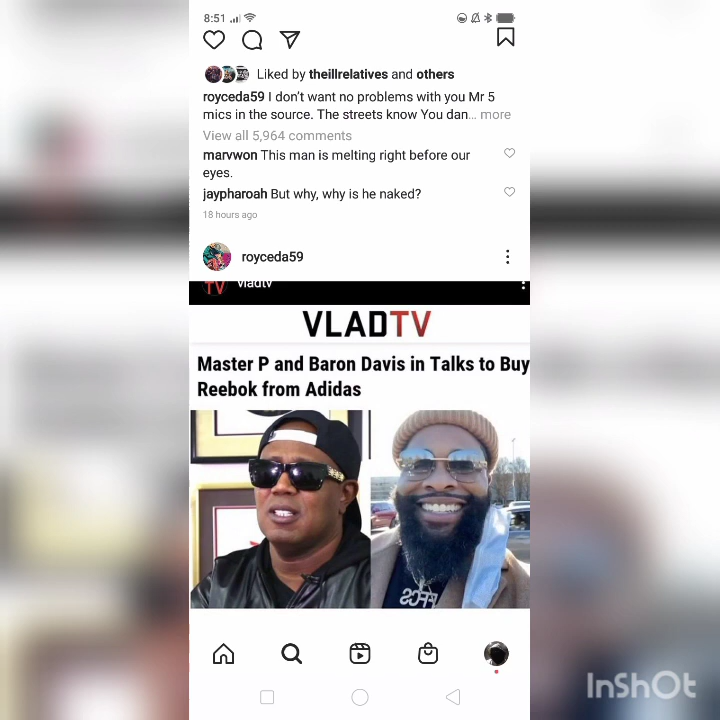 8:51
Liked by theillrelatives and others
royceda59 I don't want no problems with you Mr 5
mics in the source. The streets know You dan... more
View all 5,964 comments
marvwon This man is melting right before our
eyes.
jaypharoah But why, why is he naked?
18 hours ago
royceda59
TV vladtv
VLADTV
Master P and Baron Davis in Talks to Buy
Reebok from Adidas
InShOt